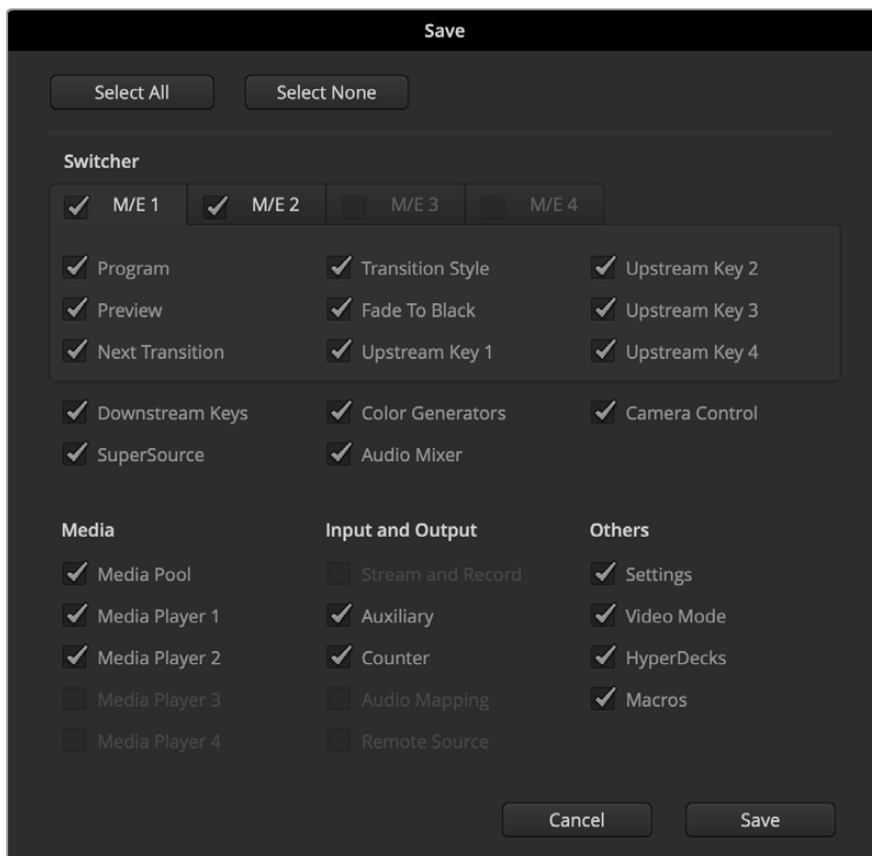 Save
Select All Select None
Switcher
M/E 1 M/E 2 M/E 3 M/E 4
Program Transition Style Upstream Key 2
Preview Fade To Black Upstream Key 3
Next Transition Upstream Key 1 Upstream Key 4
Downstream Keys Color Generators Camera Control
SuperSource Audio Mixer
Media Input and Output Others
Media Pool Stream and Record Settings
Media Player 1 Auxiliary Video Mode
Media Player 2 Counter HyperDecks
Media Player 3 Audio Mapping Macros
Media Player 4 Remote Source
Cancel Save